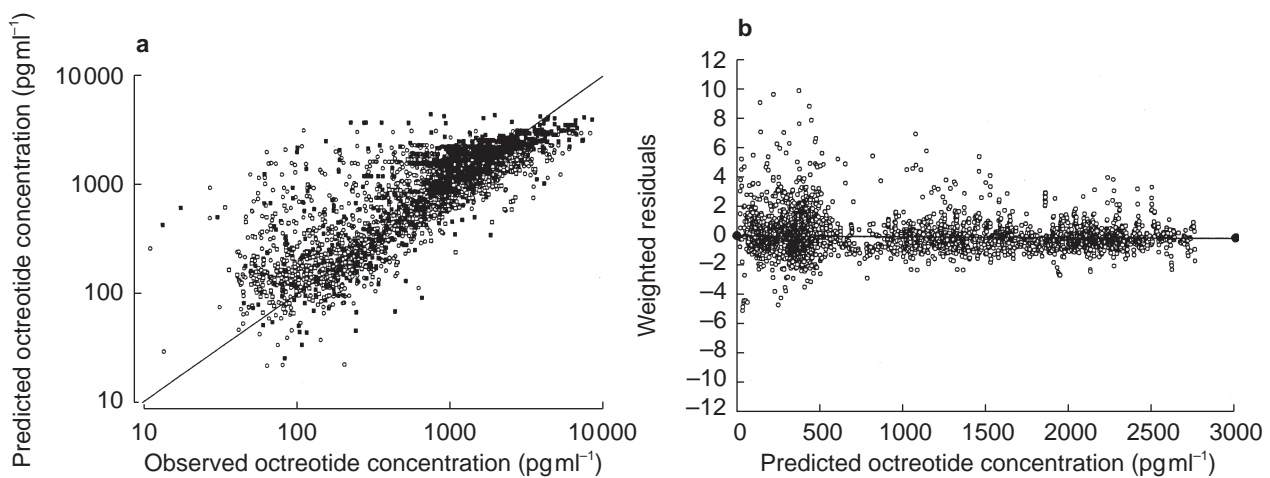 a
Predicted octreotide concentration (pg ml⁻¹)
10 000
1000
100
10
10 100 1000 10000
Observed octreotide concentration (pg ml⁻¹)
b
Weighted residuals
12
10
8
6
4
2
0
−2
−4
−6
−8
−10
−12
0 500 1000 1500 2000 2500 3000
Predicted octreotide concentration (pg ml⁻¹)